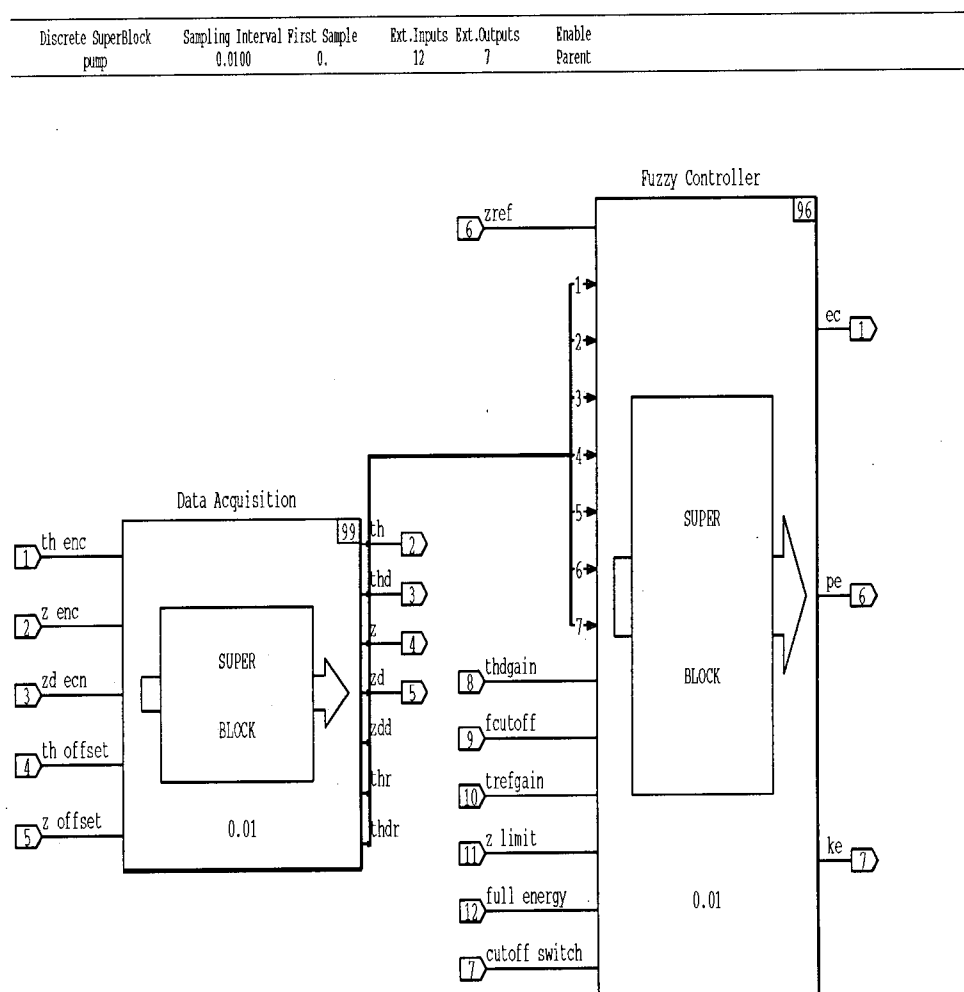 Discrete SuperBlock Sampling Interval First Sample Ext.Inputs Ext.Outputs Enable
pump 0.0100 0. 12 7 Parent
Fuzzy Controller
96
6 zref
1
2
3
4
5
6
7
ec 1
SUPER
BLOCK
pe 6
ke 7
8 thdgain
9 fcutoff
10 trefgain
11 z limit
12 full energy
7 cutoff switch
0.01
Data Acquisition
99
1 th enc
2 z enc
3 zd ecn
4 th offset
5 z offset
SUPER
BLOCK
0.01
th 2
thd 3
z 4
zd 5
zdd
thr
thdr